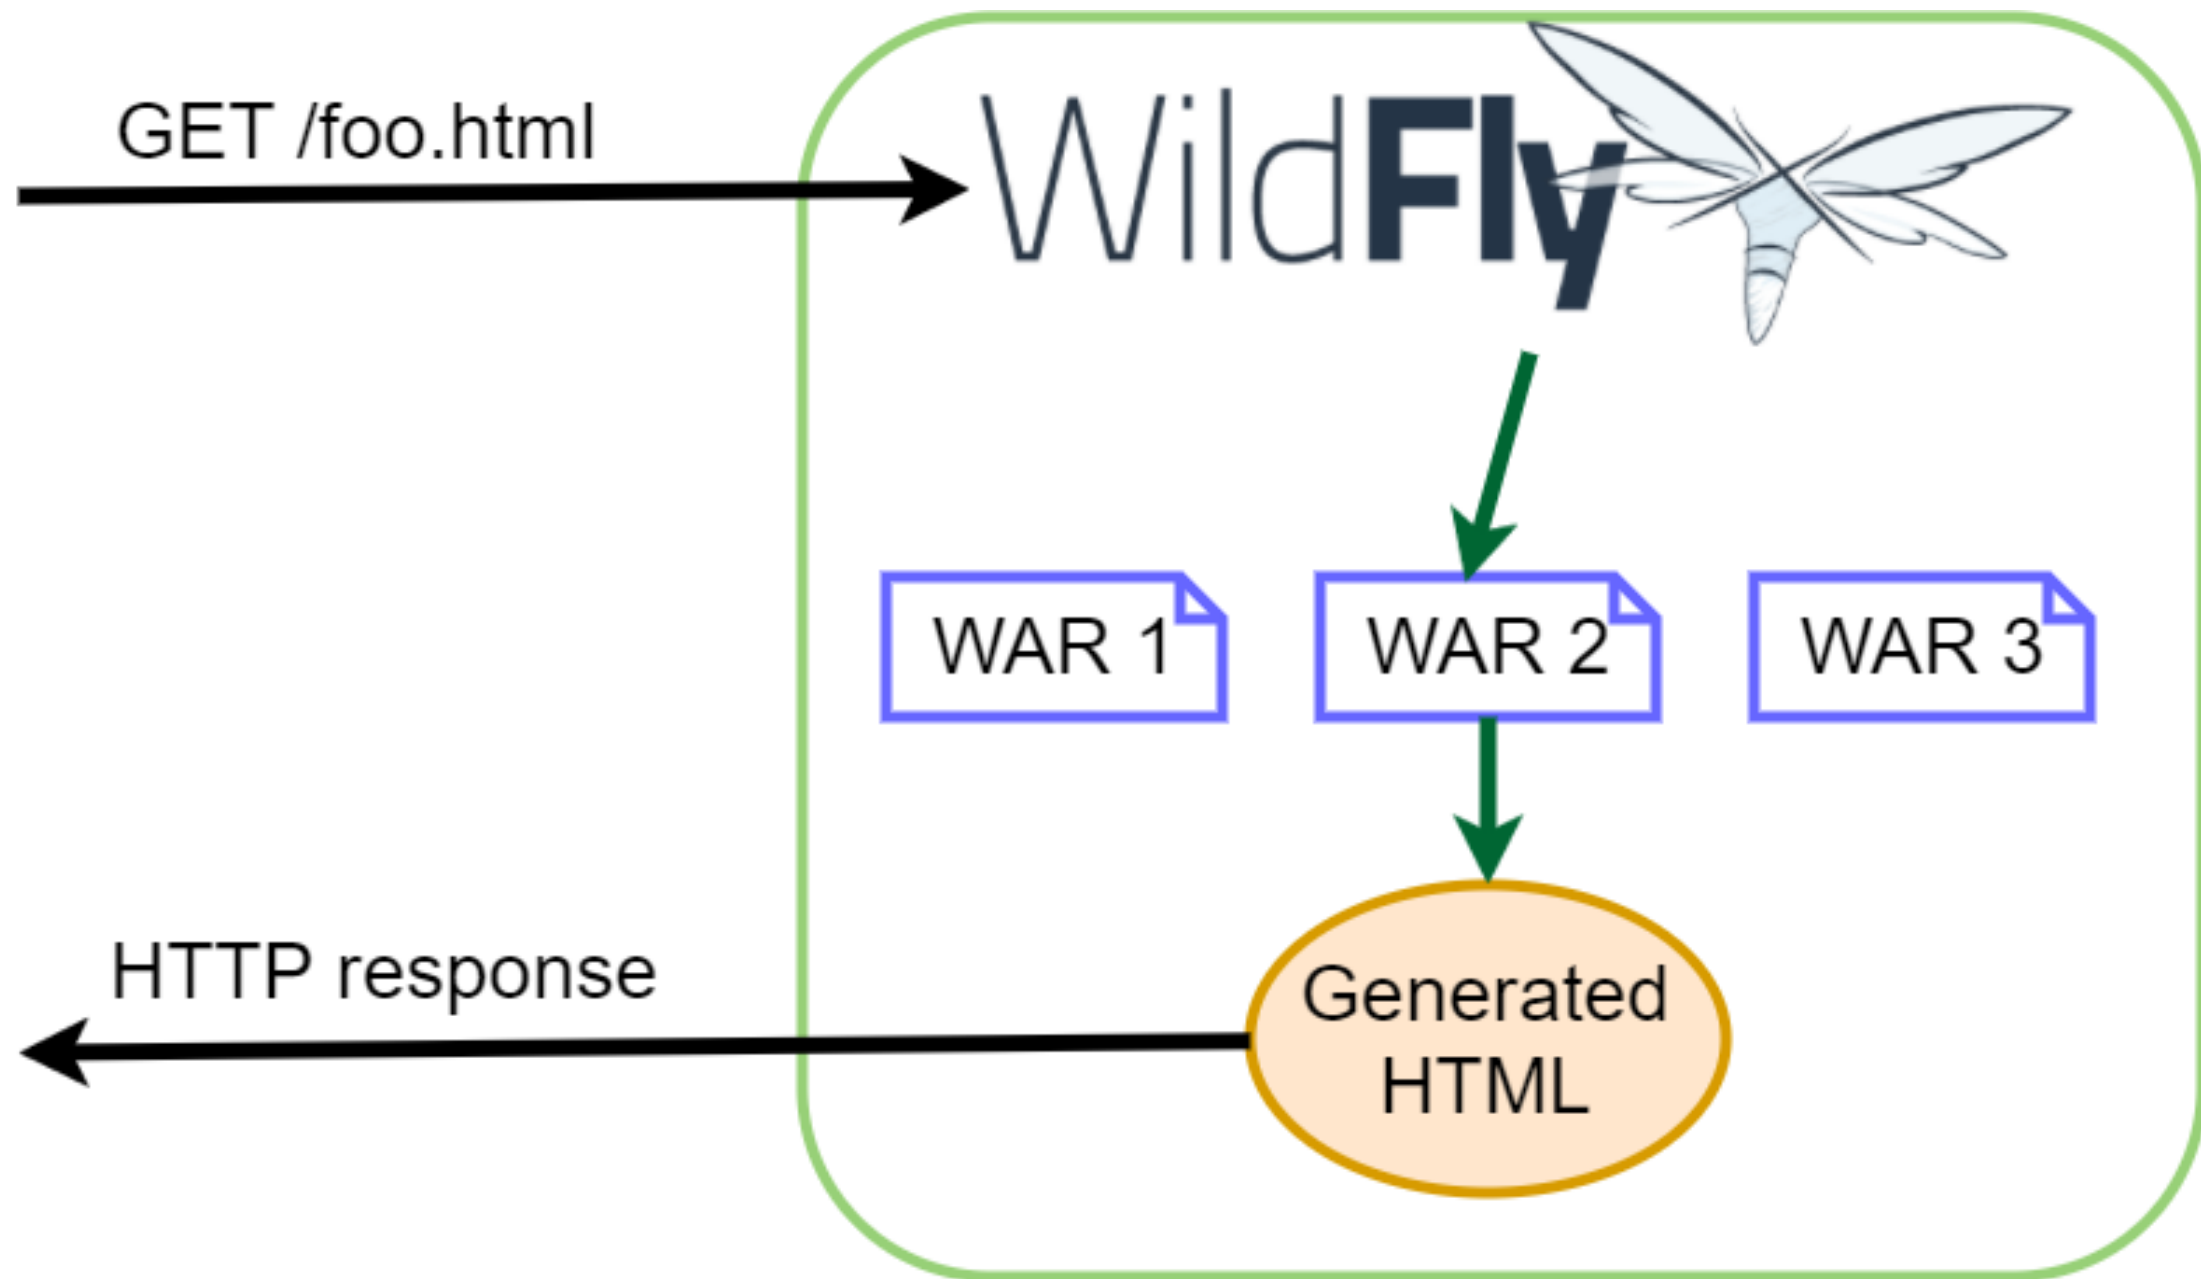 GET /foo.html
WildFly
WAR 1
WAR 2
WAR 3
HTTP response
Generated
HTML